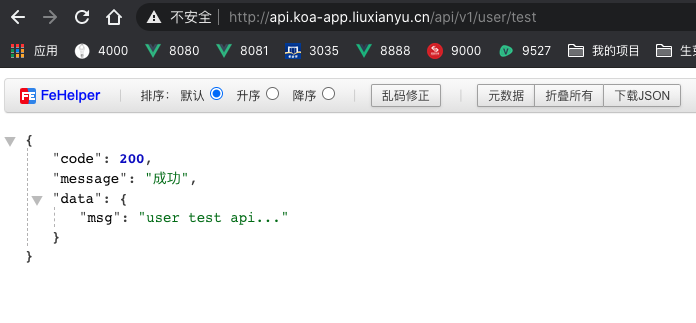 不安全 http://api.koa-app.liuxianyu.cn/api/v1/user/test
应用 4000 8080 8081 3035 8888 9000 9527 我的项目
FeHelper 排序: 默认 升序 降序 乱码修正 元数据 折叠所有 下载JSON
{
"code": 200,
"message": "成功",
"data": {
"msg": "user test api..."
}
}